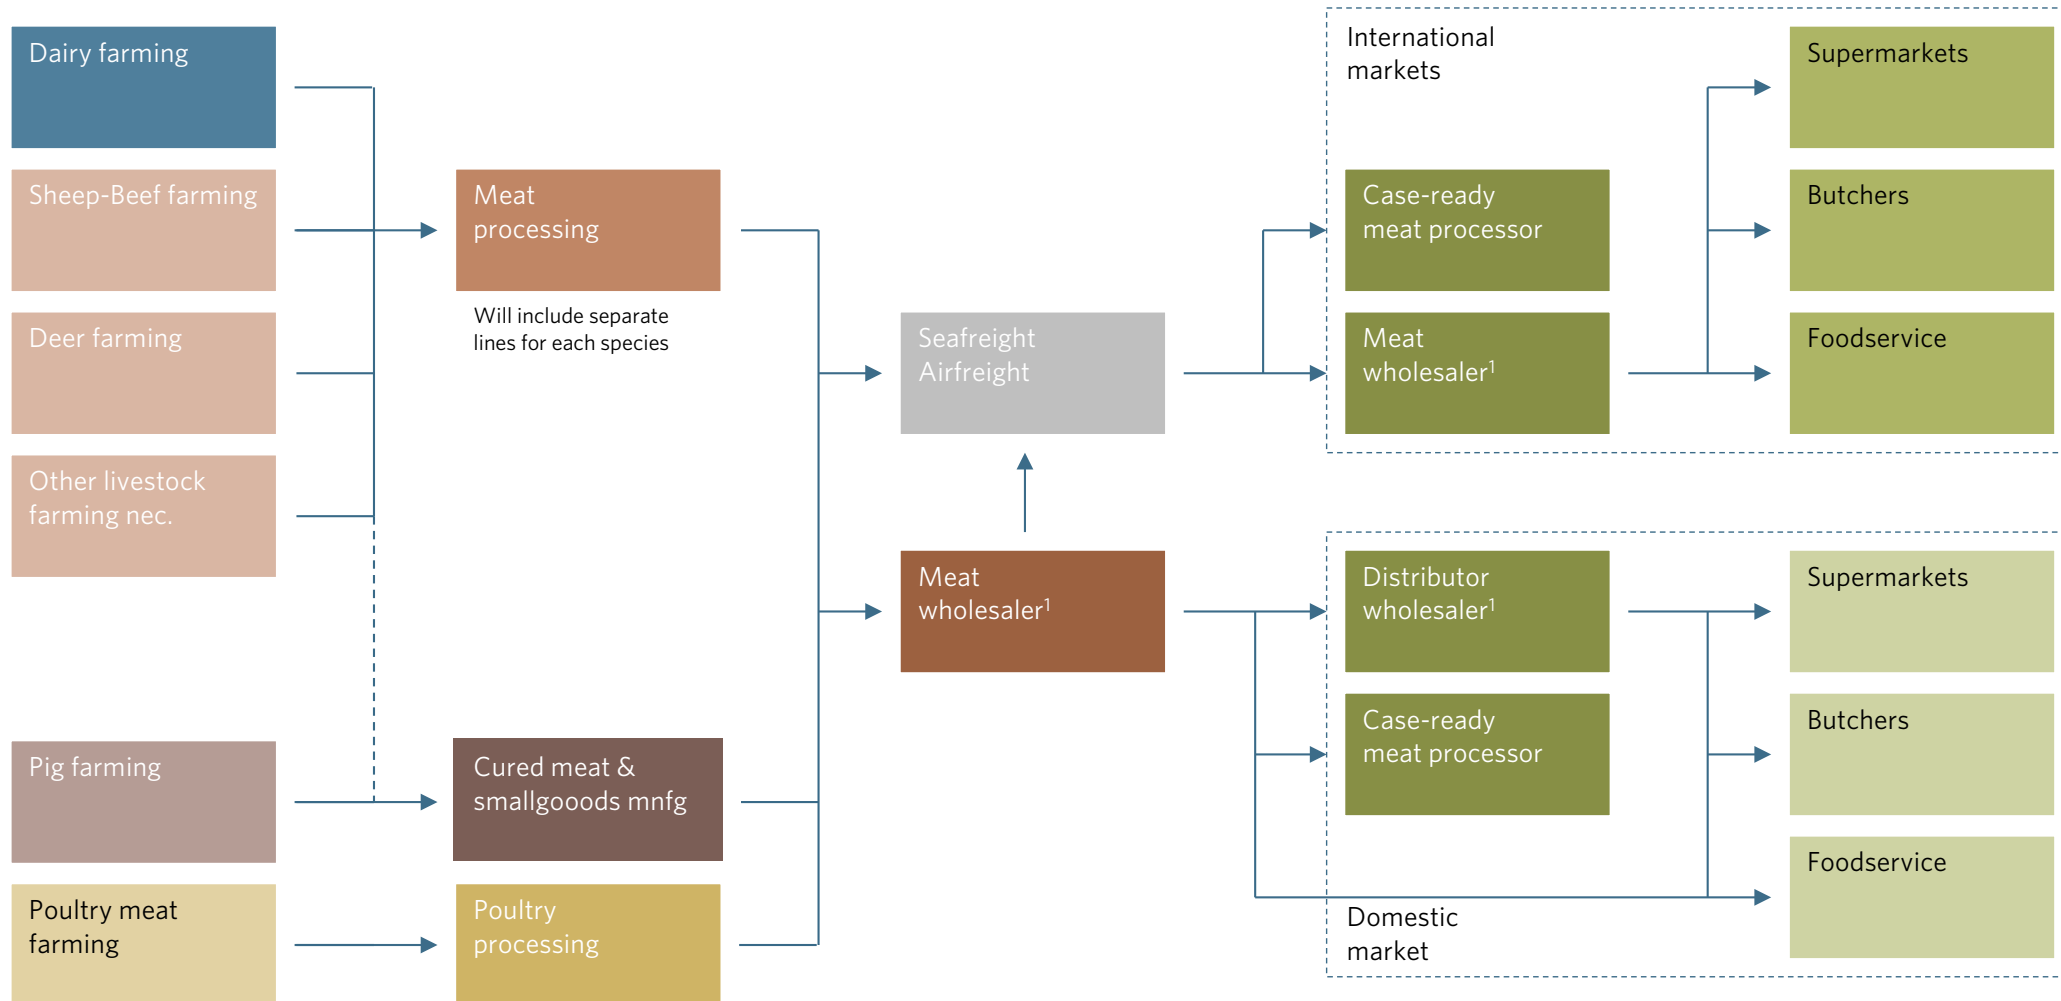 Dairy farming
Sheep-Beef farming
Deer farming
Other livestock
farming nec.
Pig farming
Poultry meat
farming
Meat
processing
Will include separate
lines for each species
Cured meat &
smallgooods mnfg
Poultry
processing
Seafreight
Airfreight
Meat
wholesaler¹
International
markets
Case-ready
meat processor
Meat
wholesaler¹
Supermarkets
Butchers
Foodservice
Distributor
wholesaler¹
Case-ready
meat processor
Domestic
market
Supermarkets
Butchers
Foodservice